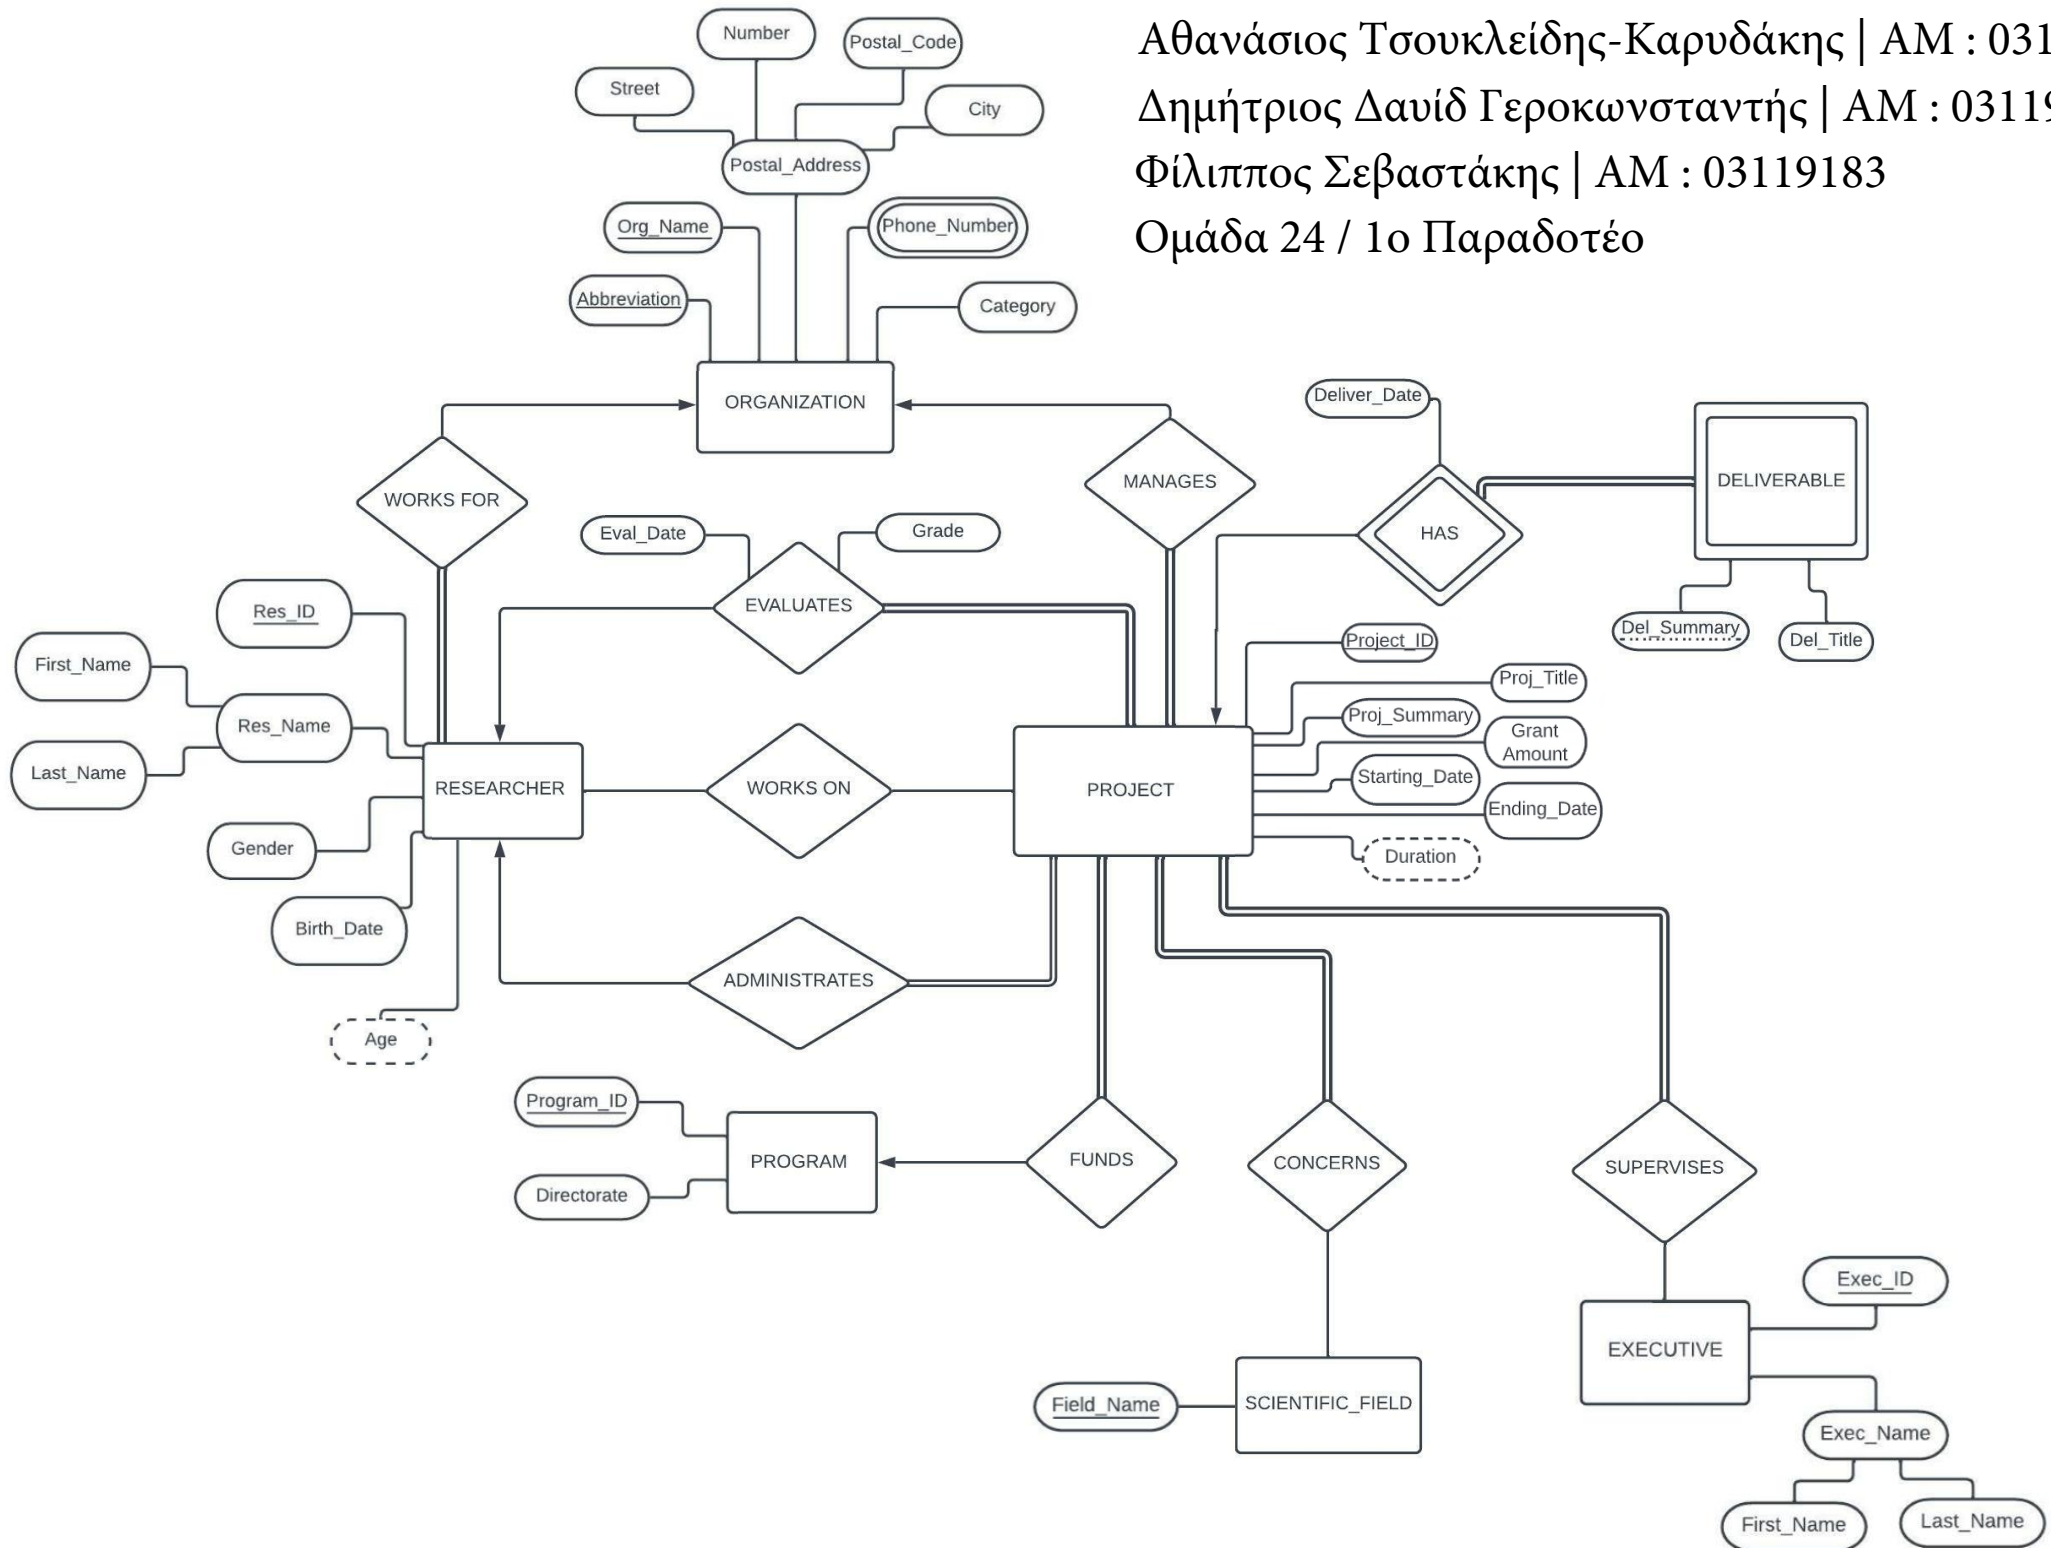 Αθανάσιος Τσουκλείδης-Καρυδάκης | ΑΜ : 031
Δημήτριος Δαυίδ Γεροκωνσταντής | ΑΜ : 03119
Φίλιππος Σεβαστάκης | ΑΜ : 03119183
Ομάδα 24 / 1ο Παραδοτέο
Number
Postal_Code
Street
City
Postal_Address
Org_Name
Phone_Number
Abbreviation
Category
ORGANIZATION
Deliver_Date
DELIVERABLE
WORKS FOR
MANAGES
HAS
Eval_Date
Grade
EVALUATES
Del_Summary
Del_Title
Res_ID
First_Name
Res_Name
Last_Name
RESEARCHER
Gender
Birth_Date
Age
WORKS ON
PROJECT
Project_ID
Proj_Title
Proj_Summary
Grant
Amount
Starting_Date
Ending_Date
Duration
ADMINISTRATES
Program_ID
PROGRAM
Directorate
FUNDS
CONCERNS
SUPERVISES
Exec_ID
EXECUTIVE
Field_Name
SCIENTIFIC_FIELD
Exec_Name
First_Name
Last_Name